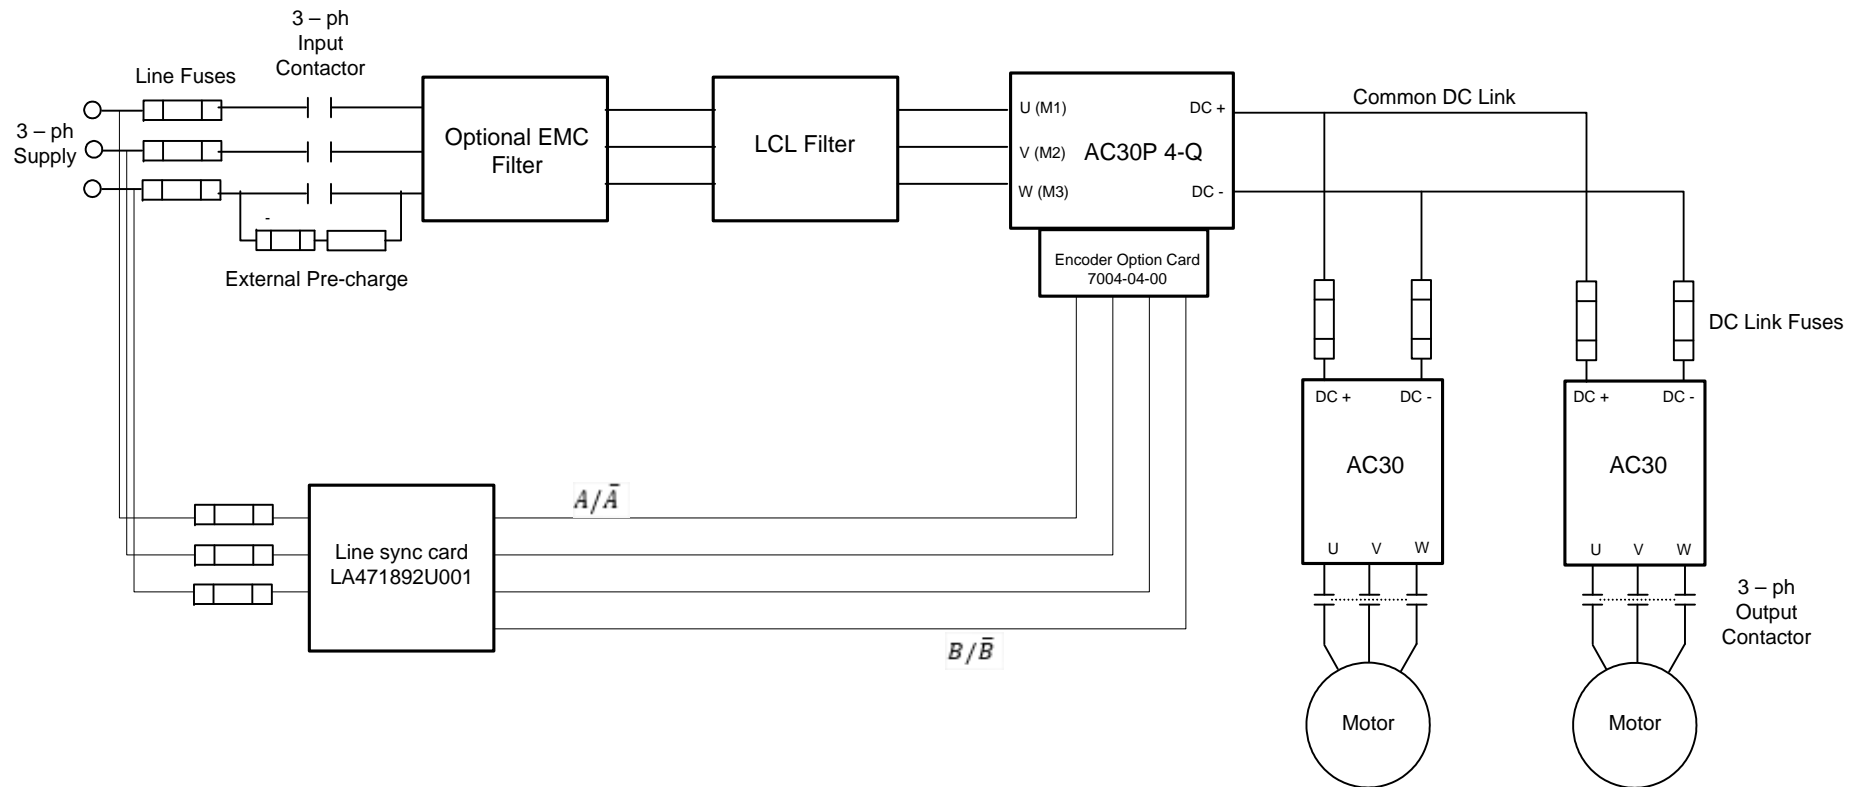 3 – ph
Input
Contactor
Line Fuses
3 – ph
Supply
-
External Pre-charge
Optional EMC
Filter
LCL Filter
U (M1)
V (M2)
W (M3)
AC30P 4-Q
DC +
DC -
Encoder Option Card
7004-04-00
Common DC Link
DC Link Fuses
DC +
DC -
AC30
U
V
W
DC +
DC -
AC30
U
V
W
3 – ph
Output
Contactor
Motor
Motor
Line sync card
LA471892U001
A/Ā
B/B̄